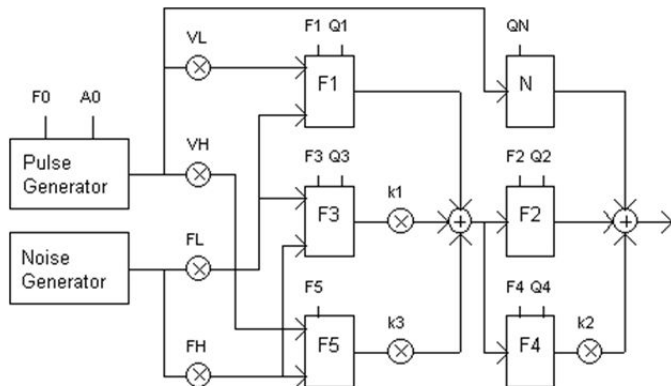 F1 Q1
QN
VL
F1
N
F0 A0
Pulse
Generator
VH
F3 Q3
F2 Q2
k1
F3
F2
FL
Noise
Generator
F5
F4 Q4
k3
k2
FH
F5
F4